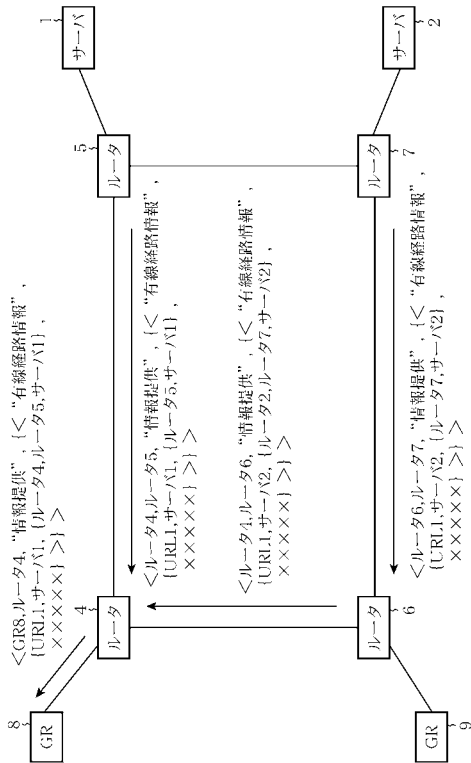 <GR8,ルータ4, “情報提供” , {< “有線経路情報” ,
{URL1,サーバ1, {ルータ4,ルータ5,サーバ1} ,
×××××} >} >
8
GR
4
ルータ
5
ルータ
1
サーバ
<ルータ4,ルータ5, “情報提供” , {< “有線経路情報” ,
{URL1,サーバ1, {ルータ5,サーバ1} ,
×××××} >} >
<ルータ4,ルータ6, “情報提供” , {< “有線経路情報” ,
{URL1,サーバ2, {ルータ2,ルータ7,サーバ2} ,
×××××} >} >
ルータ
6
ルータ
7
サーバ
2
<ルータ6,ルータ7, “情報提供” , {< “有線経路情報” ,
{URL1,サーバ2, {ルータ7,サーバ2} ,
×××××} >} >
GR
9